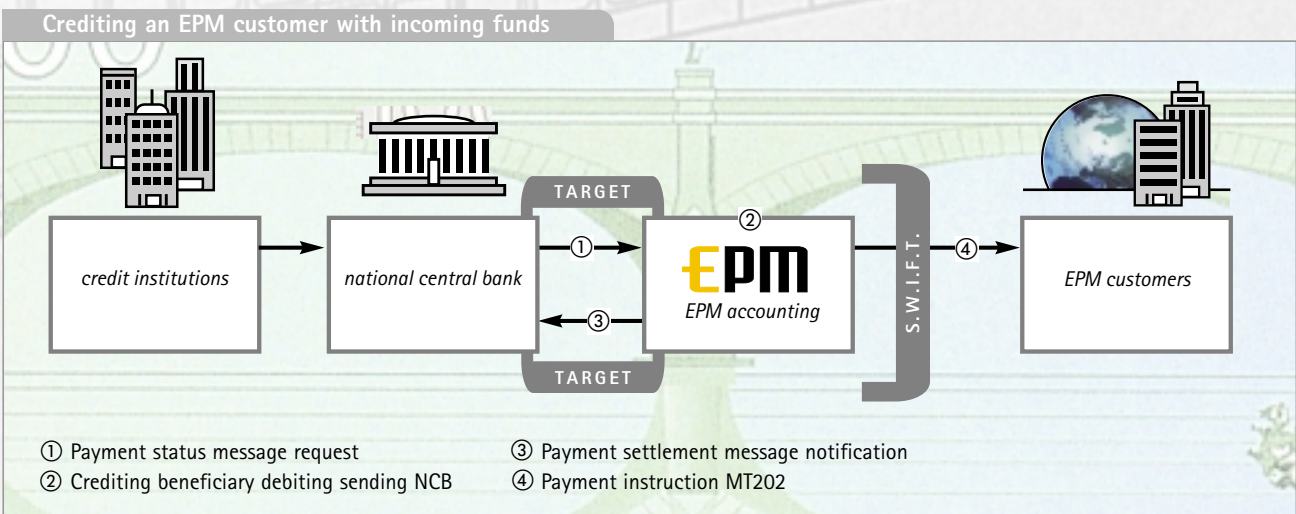 Crediting an EPM customer with incoming funds
TARGET
credit institutions
national central bank
①
②
EPM
EPM accounting
③
S.W.I.F.T.
④
EPM customers
TARGET
① Payment status message request
② Crediting beneficiary debiting sending NCB
③ Payment settlement message notification
④ Payment instruction MT202